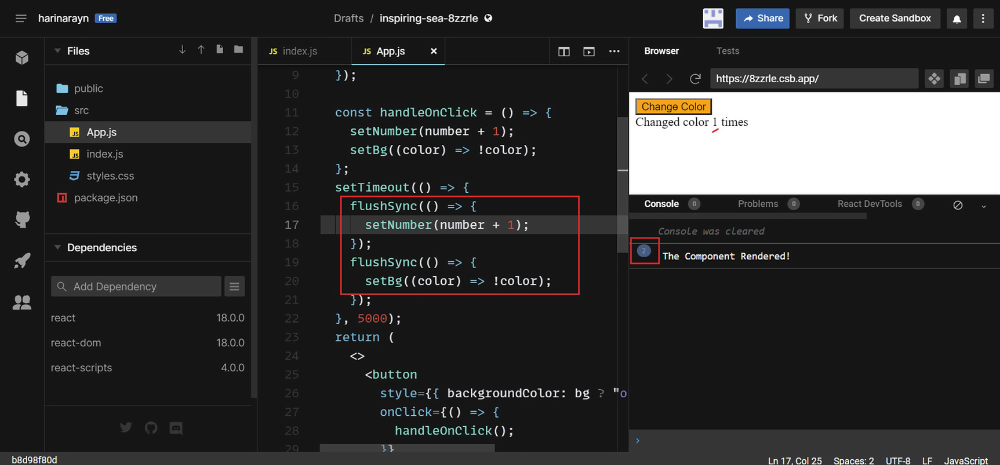 harinarayn Free
Drafts / inspiring-sea-8zzrle
Share
Fork
Create Sandbox
Files
public
src
JS App.js
JS index.js
styles.css
package.json
Dependencies
Add Dependency
react 18.0.0
react-dom 18.0.0
react-scripts 4.0.0
JS index.js
JS App.js
9 });
10
11 const handleOnClick = () => {
12 setNumber(number + 1);
13 setBg((color) => !color);
14 };
15 setTimeout(() => {
16 flushSync(() => {
17 setNumber(number + 1);
18 });
19 flushSync(() => {
20 setBg((color) => !color);
21 });
22 }, 5000);
23 return (
24 <>
25 <button
26 style={{ backgroundColor: bg ? "o
27 onClick={() => {
28 handleOnClick();
29 }}
Browser Tests
https://8zzrle.csb.app/
Change Color
Changed color 1 times
Console 0 Problems 0 React DevTools 0
Console was cleared
2 The Component Rendered!
b8d98f80d
Ln 17, Col 25 Spaces: 2 UTF-8 LF JavaScript